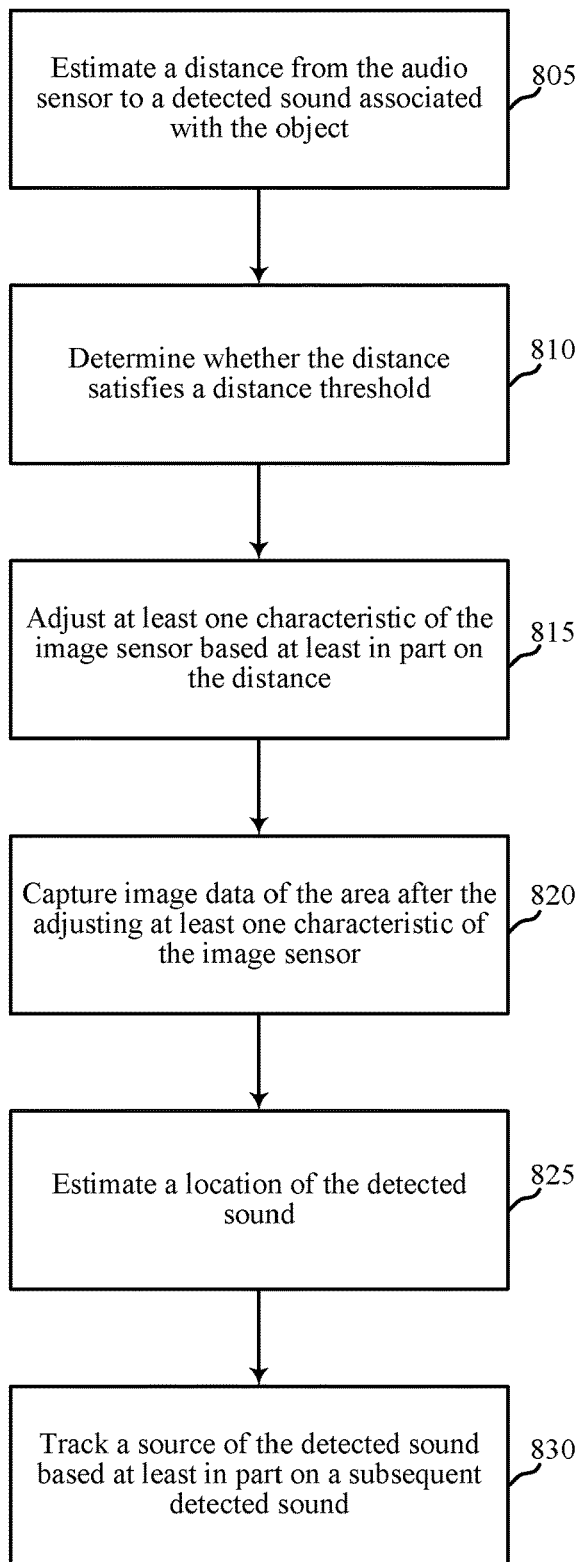 Estimate a distance from the audio
sensor to a detected sound associated
with the object
805
Determine whether the distance
satisfies a distance threshold
810
Adjust at least one characteristic of the
image sensor based at least in part on
the distance
815
Capture image data of the area after the
adjusting at least one characteristic of
the image sensor
820
Estimate a location of the detected
sound
825
Track a source of the detected sound
based at least in part on a subsequent
detected sound
830